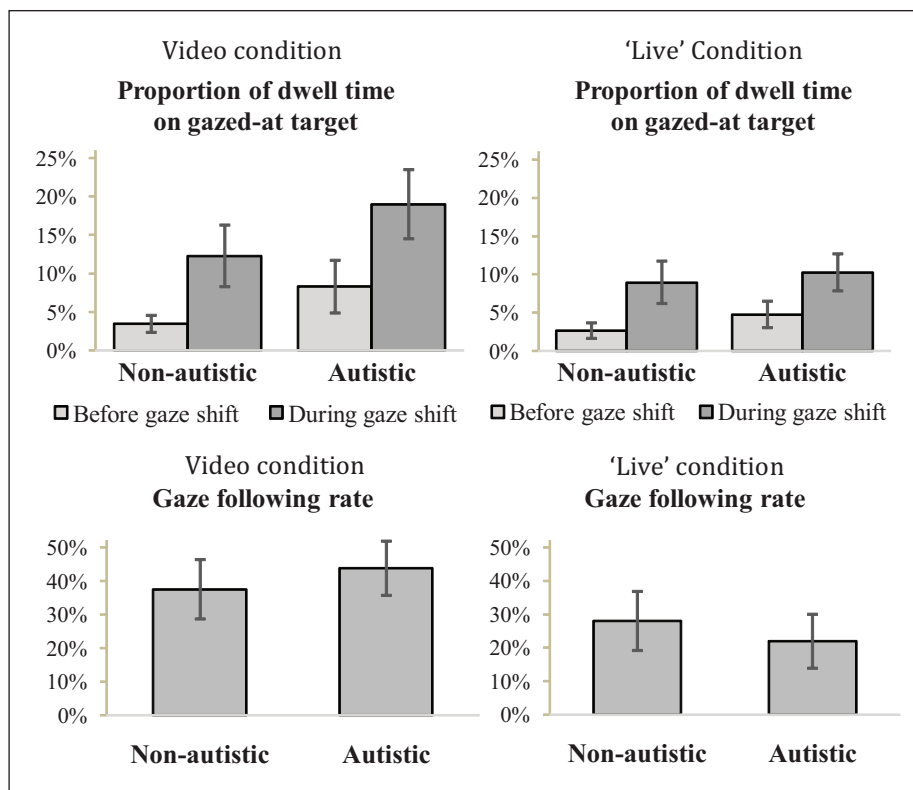 Video condition
Proportion of dwell time
on gazed-at target
25%
20%
15%
10%
5%
0%
Non-autistic Autistic
Before gaze shift During gaze shift
‘Live’ Condition
Proportion of dwell time
on gazed-at target
25%
20%
15%
10%
5%
0%
Non-autistic Autistic
Before gaze shift During gaze shift
Video condition
Gaze following rate
50%
40%
30%
20%
10%
0%
Non-autistic Autistic
‘Live’ condition
Gaze following rate
50%
40%
30%
20%
10%
0%
Non-autistic Autistic